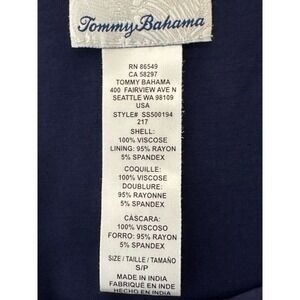 Tommy Bahama
RN 86549
CA 58297
TOMMY BAHAMA
400 FAIRVIEW AVE N
SEATTLE WA 98109
USA
STYLE# SS500194
217
SHELL:
100% VISCOSE
LINING: 95% RAYON
5% SPANDEX
COQUILLE:
100% VISCOSE
DOUBLURE:
95% RAYONNE
5% SPANDEX
CÁSCARA:
100% VISCOSO
FORRO: 95% RAYON
5% SPANDEX
SIZE / TAILLE / TAMAÑO
S/P
MADE IN INDIA
FABRIQUE EN INDE
HECHO EN INDIA